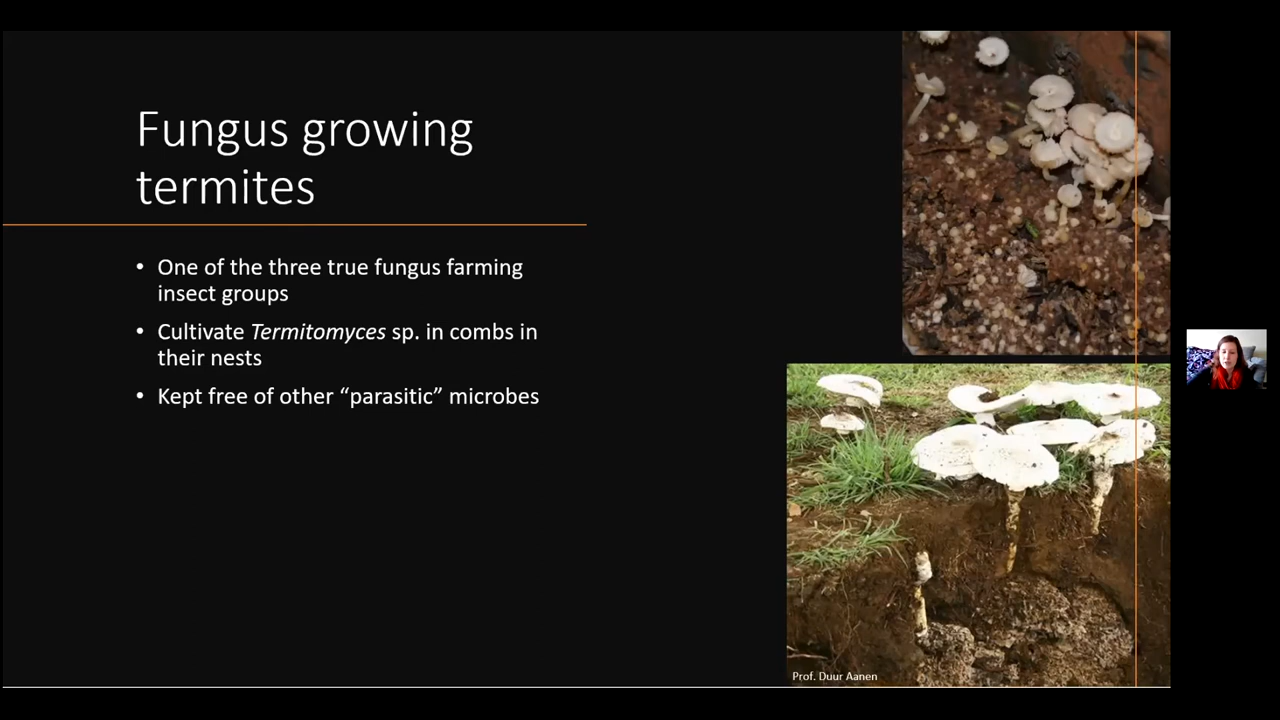 Fungus growing
termites
• One of the three true fungus farming
insect groups
• Cultivate Termitomyces sp. in combs in
their nests
• Kept free of other “parasitic” microbes
Prof. Duur Aanen